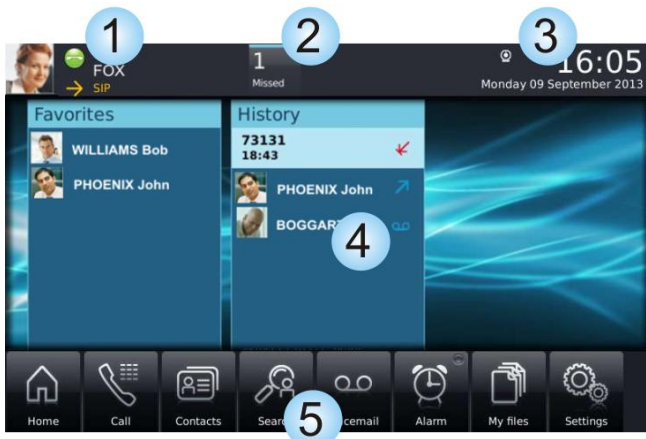 1
2
3
FOX
SIP
1
Missed
16:05
Monday 09 September 2013
Favorites
WILLIAMS Bob
PHOENIX John
History
73131
18:43
PHOENIX John
4
5
Home
Call
Contacts
Alarm
My files
Settings